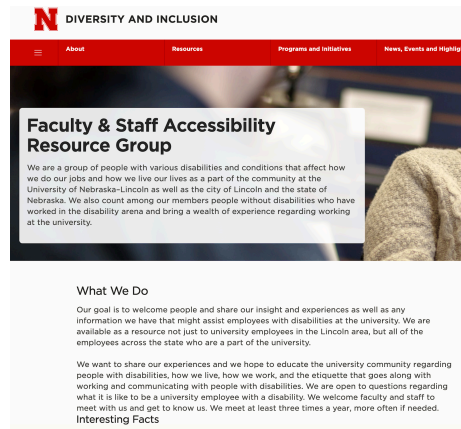 N DIVERSITY AND INCLUSION
About Resources Programs and Initiatives News, Events and Highlig
Faculty & Staff Accessibility
Resource Group
We are a group of people with various disabilities and conditions that affect how
we do our jobs and how we live our lives as a part of the community at the
University of Nebraska–Lincoln as well as the city of Lincoln and the state of
Nebraska. We also count among our members people without disabilities who have
worked in the disability arena and bring a wealth of experience regarding working
at the university.
What We Do
Our goal is to welcome people and share our insight and experiences as well as any
information we have that might assist employees with disabilities at the university. We are
available as a resource not just to university employees in the Lincoln area, but all of the
employees across the state who are a part of the university.
We want to share our experiences and we hope to educate the university community regarding
people with disabilities, how we live, how we work, and the etiquette that goes along with
working and communicating with people with disabilities. We are open to questions regarding
what it is like to be a university employee with a disability. We welcome faculty and staff to
meet with us and get to know us. We meet at least three times a year, more often if needed.
Interesting Facts